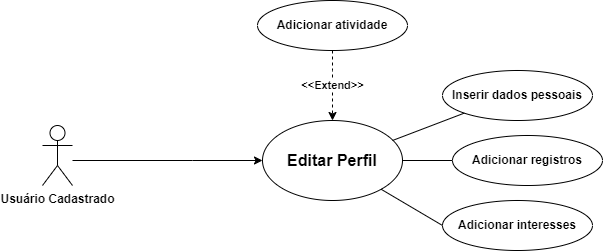 Adicionar atividade
<<Extend>>
Inserir dados pessoais
Editar Perfil
Adicionar registros
Usuário Cadastrado
Adicionar interesses